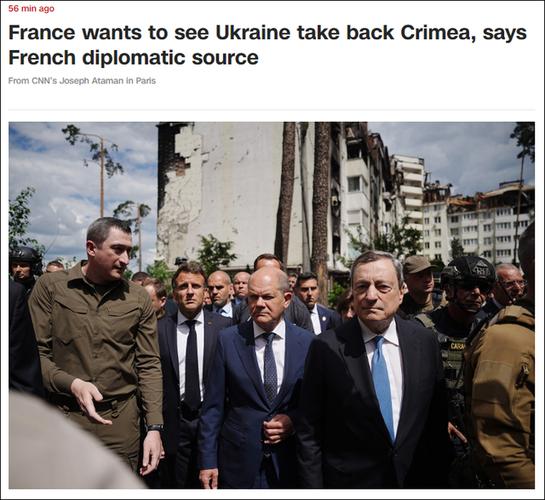 56 min ago
France wants to see Ukraine take back Crimea, says
French diplomatic source
From CNN's Joseph Ataman in Paris